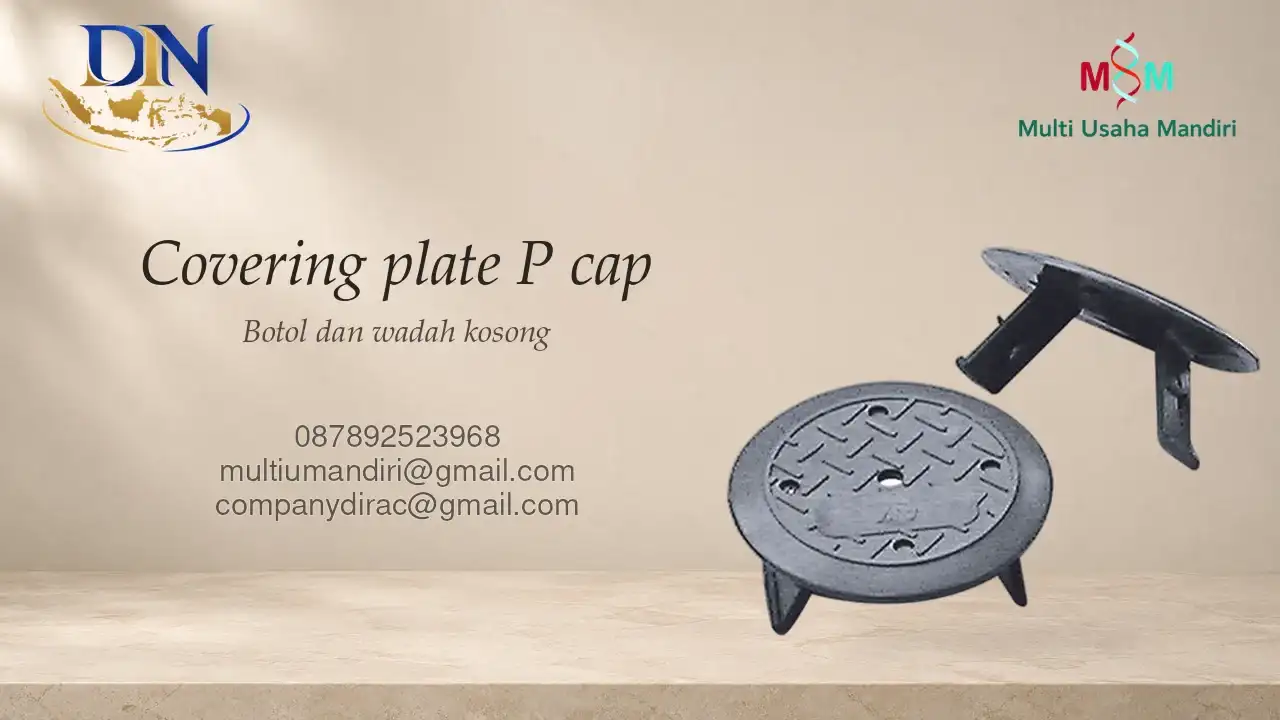 DN
MSM
Multi Usaha Mandiri
Covering plate P cap
Botol dan wadah kosong
087892523968
multiumandiri@gmail.com
companydirac@gmail.com